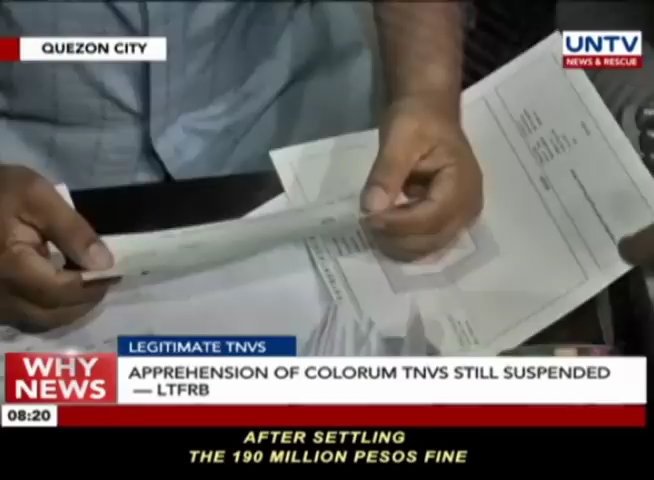 QUEZON CITY
UNTV
NEWS & RESCUE
LEGITIMATE TNVS
WHY
NEWS
APPREHENSION OF COLORUM TNVS STILL SUSPENDED
— LTFRB
08:20
AFTER SETTLING
THE 190 MILLION PESOS FINE